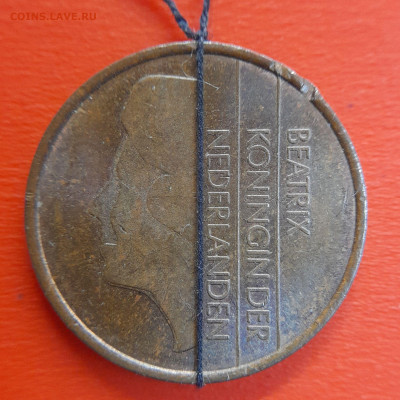 COINS.LAVE.RU
BEATRIX
KONINGIN DER
NEDERLANDEN